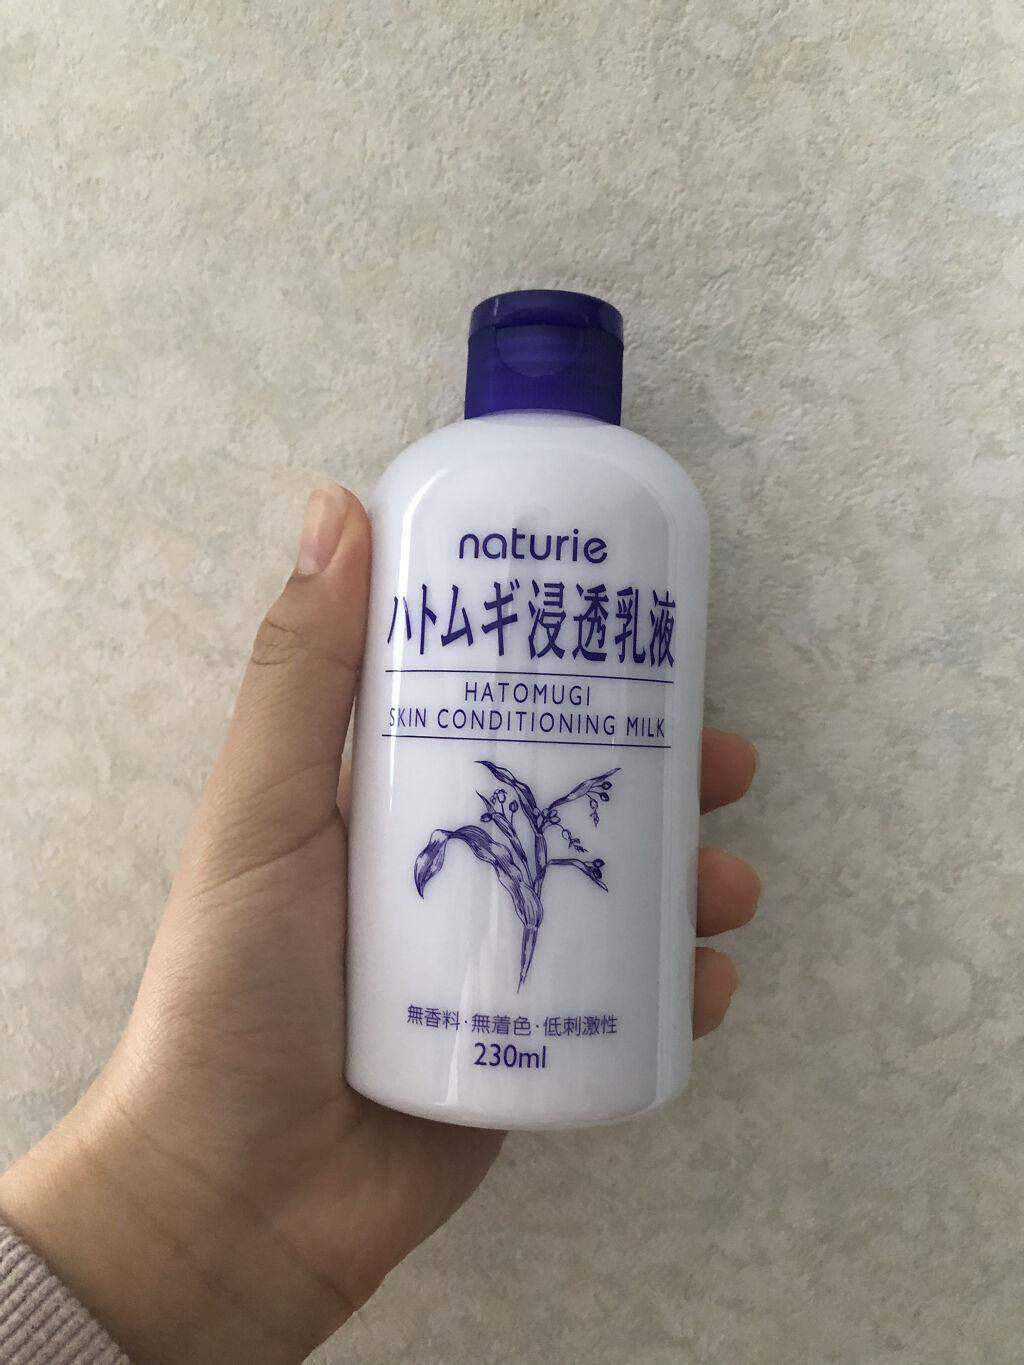 naturie
ハトムギ浸透乳液
HATOMUGI
SKIN CONDITIONING MILK
無香料・無着色・低刺激性
230ml